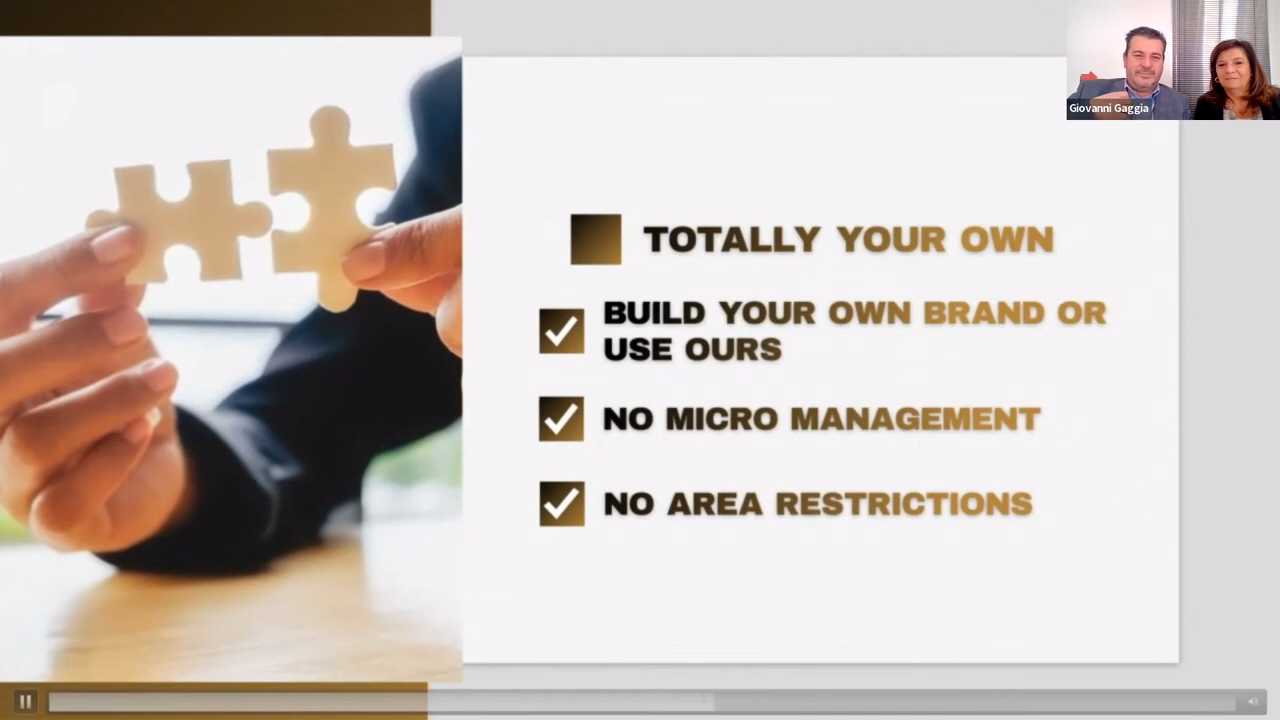 Giovanni Gaggia
TOTALLY YOUR OWN
BUILD YOUR OWN BRAND OR
USE OURS
NO MICRO MANAGEMENT
NO AREA RESTRICTIONS